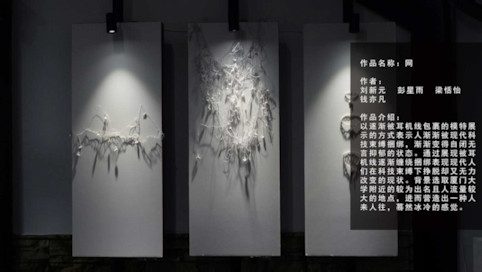 作品名称：网
作者：
刘新元 彭星雨 梁恬怡
钱亦凡
作品介绍：
以逐渐被耳机线包裹的模特展
示的方式表示人渐渐被现代科
技束缚捆绑，渐渐变得自闭无
言抑郁的状态。通过展现被耳
机线逐渐缠绕捆绑表现现代人
们在科技束缚下挣脱却又无力
改变的现状。背景选取厦门大
学附近的较为出名且人流量较
大的地点，进而营造出一种人
来人往，蓦然冰冷的感觉。